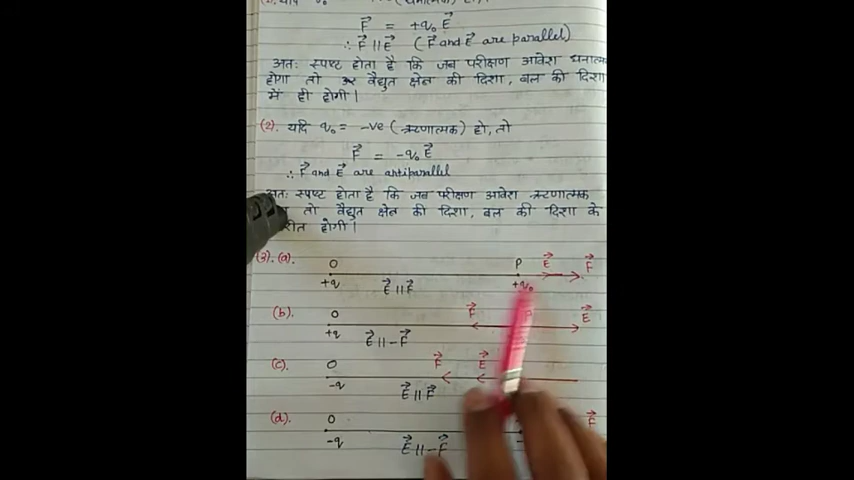 F⃗ = +q₀ E⃗
∴ F⃗ || E⃗ ( F⃗ and E⃗ are parallel)
अतः स्पष्ट होता है कि जब परीक्षण आवेश धनात्म
होगा तो वैद्युत क्षेत्र की दिशा, बल की दिशा
में ही होगी।
(2). यदि q₀ = -ve (ऋणात्मक) हो, तो
F⃗ = -q₀ E⃗
∴ F⃗ and E⃗ are antiparallel
अतः स्पष्ट होता है कि जब परीक्षण आवेश ऋणात्मक
तो वैद्युत क्षेत्र की दिशा, बल की दिशा के
रीत होगी।
(3). (a). O P E⃗ F⃗
+q E⃗ || F⃗ +q₀
(b). O F⃗ P E⃗
+q E⃗ || -F⃗
(c). O F⃗ E⃗
-q E⃗ || F⃗
(d). O F⃗
-q E⃗ || -F⃗